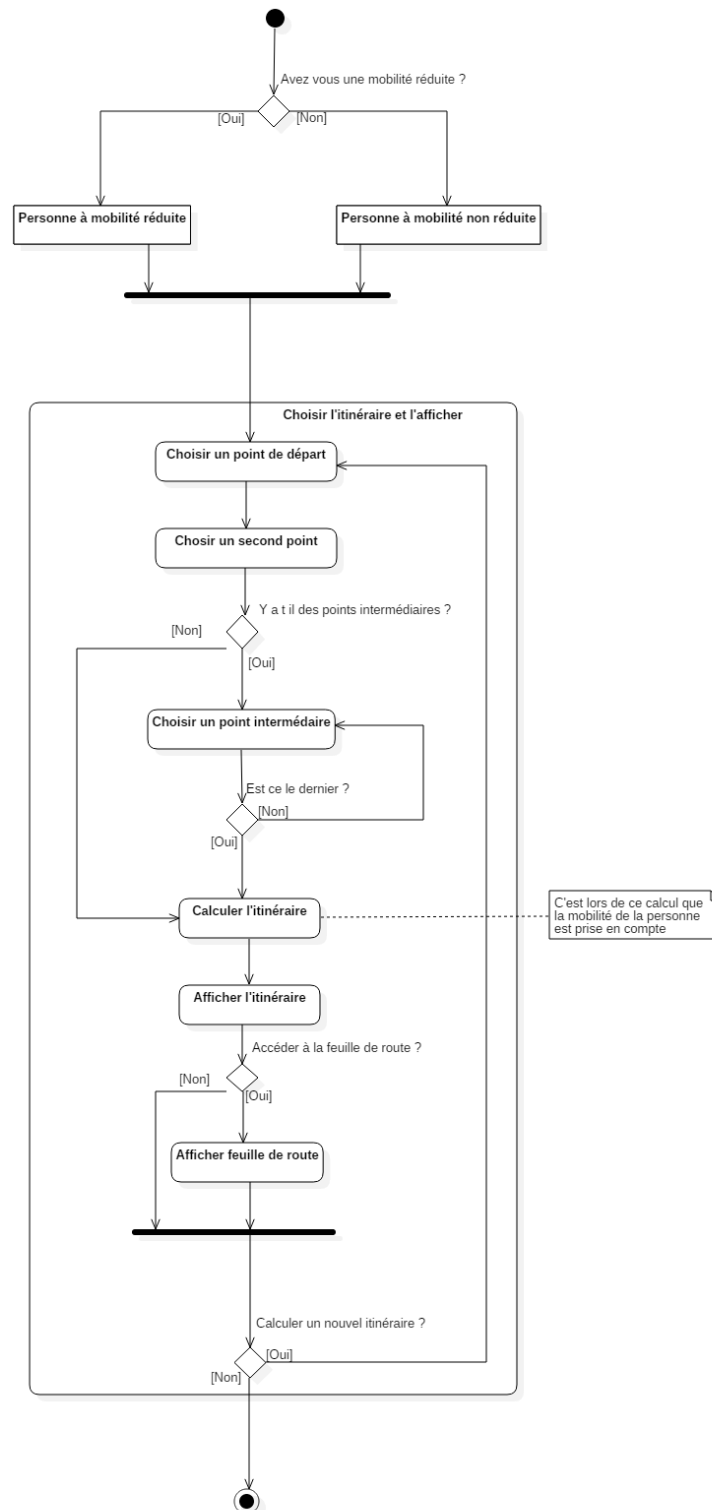 Avez vous une mobilité réduite ?
[Oui]
[Non]
Personne à mobilité réduite
Personne à mobilité non réduite
Choisir l'itinéraire et l'afficher
Choisir un point de départ
Chosir un second point
Y a t il des points intermédiaires ?
[Non]
[Oui]
Choisir un point intermédaire
Est ce le dernier ?
[Non]
[Oui]
Calculer l'itinéraire
C'est lors de ce calcul que
la mobilité de la personne
est prise en compte
Afficher l'itinéraire
Accéder à la feuille de route ?
[Non]
[Oui]
Afficher feuille de route
Calculer un nouvel itinéraire ?
[Oui]
[Non]